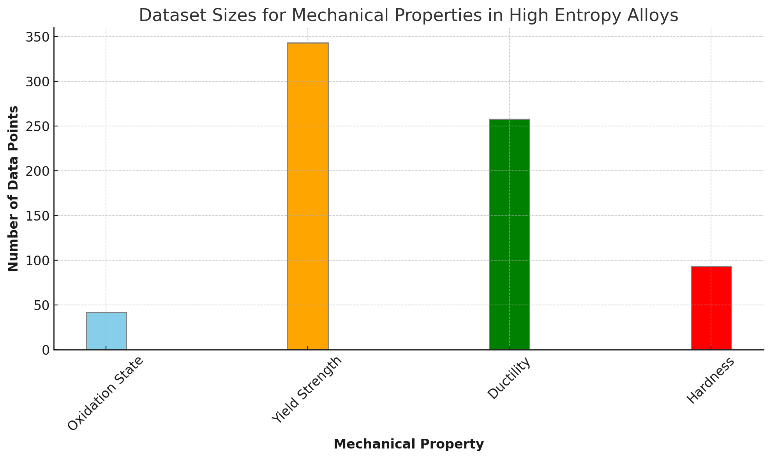 Dataset Sizes for Mechanical Properties in High Entropy Alloys
Number of Data Points
350
300
250
200
150
100
50
0
Oxidation State
Yield Strength
Ductility
Hardness
Mechanical Property